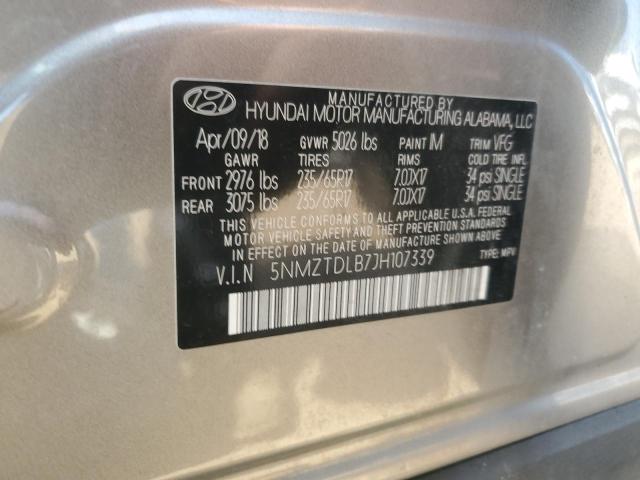 MANUFACTURED BY
HYUNDAI MOTOR MANUFACTURING ALABAMA, LLC
Apr/09/18 GVWR 5026 lbs PAINT IM TRIM VFG
GAWR TIRES RIMS COLD TIRE INFL.
FRONT 2976 lbs 235/65R17 7.0JX17 34 psi SINGLE
REAR 3075 lbs 235/65R17 7.0JX17 34 psi SINGLE
THIS VEHICLE CONFORMS TO ALL APPLICABLE U.S.A. FEDERAL
MOTOR VEHICLE SAFETY AND THEFT PREVENTION STANDARDS
IN EFFECT ON THE DATE OF MANUFACTURE SHOWN ABOVE.
V.I.N 5NMZTDLB7JH107339 TYPE: MPV